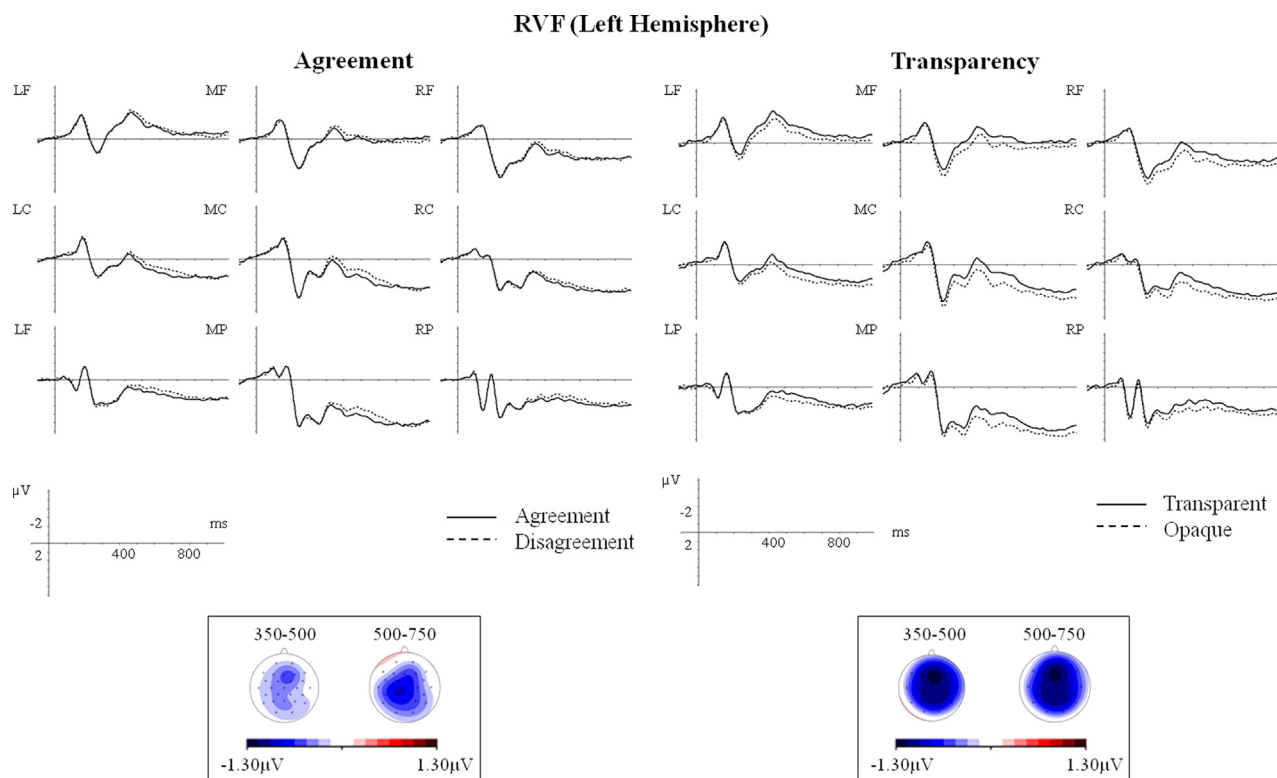 RVF (Left Hemisphere)
Agreement
Transparency
LF MF RF
LF MF RF
LC MC RC
LC MC RC
LF MP RP
LP MP RP
µV
-2
ms
2 400 800
Agreement
Disagreement
µV
-2
ms
2 400 800
Transparent
Opaque
350-500 500-750
-1.30µV 1.30µV
350-500 500-750
-1.30µV 1.30µV